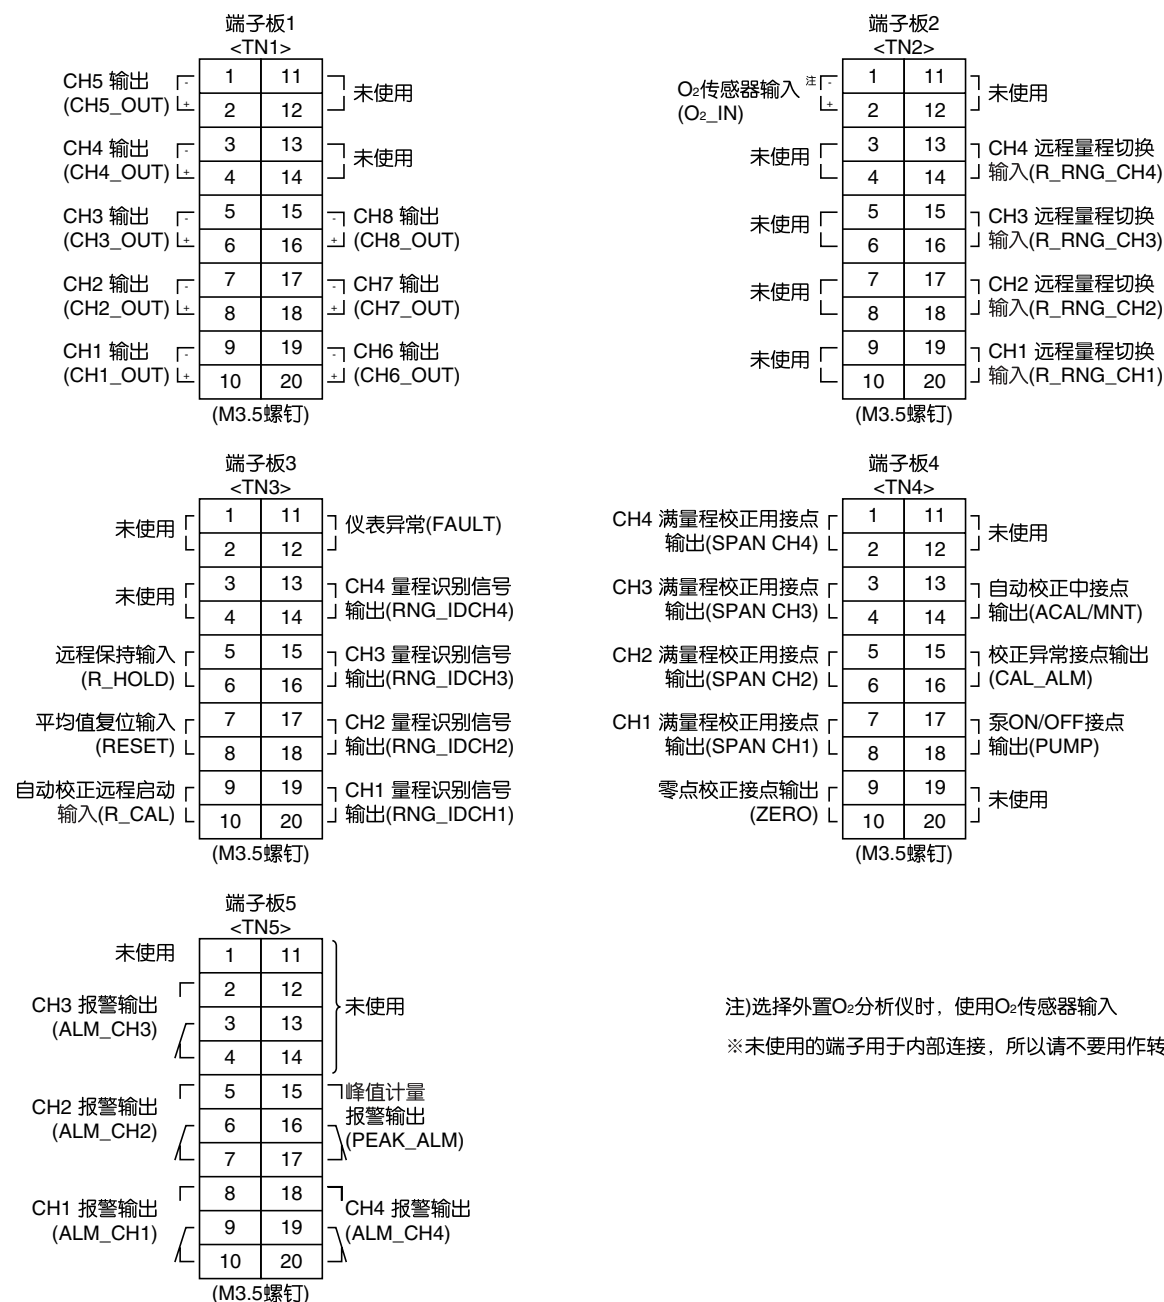 端子板1
<TN1>
CH5 输出
(CH5_OUT)
-
+
1 11
2 12
未使用
CH4 输出
(CH4_OUT)
-
+
3 13
4 14
未使用
CH3 输出
(CH3_OUT)
-
+
5 15
6 16
-
+
CH8 输出
(CH8_OUT)
CH2 输出
(CH2_OUT)
-
+
7 17
8 18
-
+
CH7 输出
(CH7_OUT)
CH1 输出
(CH1_OUT)
-
+
9 19
10 20
-
+
CH6 输出
(CH6_OUT)
(M3.5螺钉)
端子板2
<TN2>
O₂传感器输入 注
(O₂_IN)
-
+
1 11
2 12
未使用
未使用
3 13
4 14
CH4 远程量程切换
输入(R_RNG_CH4)
未使用
5 15
6 16
CH3 远程量程切换
输入(R_RNG_CH3)
未使用
7 17
8 18
CH2 远程量程切换
输入(R_RNG_CH2)
未使用
9 19
10 20
CH1 远程量程切换
输入(R_RNG_CH1)
(M3.5螺钉)
端子板3
<TN3>
未使用
1 11
2 12
仪表异常(FAULT)
未使用
3 13
4 14
CH4 量程识别信号
输出(RNG_IDCH4)
远程保持输入
(R_HOLD)
5 15
6 16
CH3 量程识别信号
输出(RNG_IDCH3)
平均值复位输入
(RESET)
7 17
8 18
CH2 量程识别信号
输出(RNG_IDCH2)
自动校正远程启动
输入(R_CAL)
9 19
10 20
CH1 量程识别信号
输出(RNG_IDCH1)
(M3.5螺钉)
端子板4
<TN4>
CH4 满量程校正用接点
输出(SPAN CH4)
1 11
2 12
未使用
CH3 满量程校正用接点
输出(SPAN CH3)
3 13
4 14
自动校正中接点
输出(ACAL/MNT)
CH2 满量程校正用接点
输出(SPAN CH2)
5 15
6 16
校正异常接点输出
(CAL_ALM)
CH1 满量程校正用接点
输出(SPAN CH1)
7 17
8 18
泵ON/OFF接点
输出(PUMP)
零点校正接点输出
(ZERO)
9 19
10 20
未使用
(M3.5螺钉)
端子板5
<TN5>
未使用
1 11
2 12
3 13
4 14
CH3 报警输出
(ALM_CH3)
未使用
CH2 报警输出
(ALM_CH2)
5 15
6 16
7 17
峰值计量
报警输出
(PEAK_ALM)
CH1 报警输出
(ALM_CH1)
8 18
9 19
10 20
CH4 报警输出
(ALM_CH4)
(M3.5螺钉)
注)选择外置O₂分析仪时，使用O₂传感器输入
※未使用的端子用于内部连接，所以请不要用作转